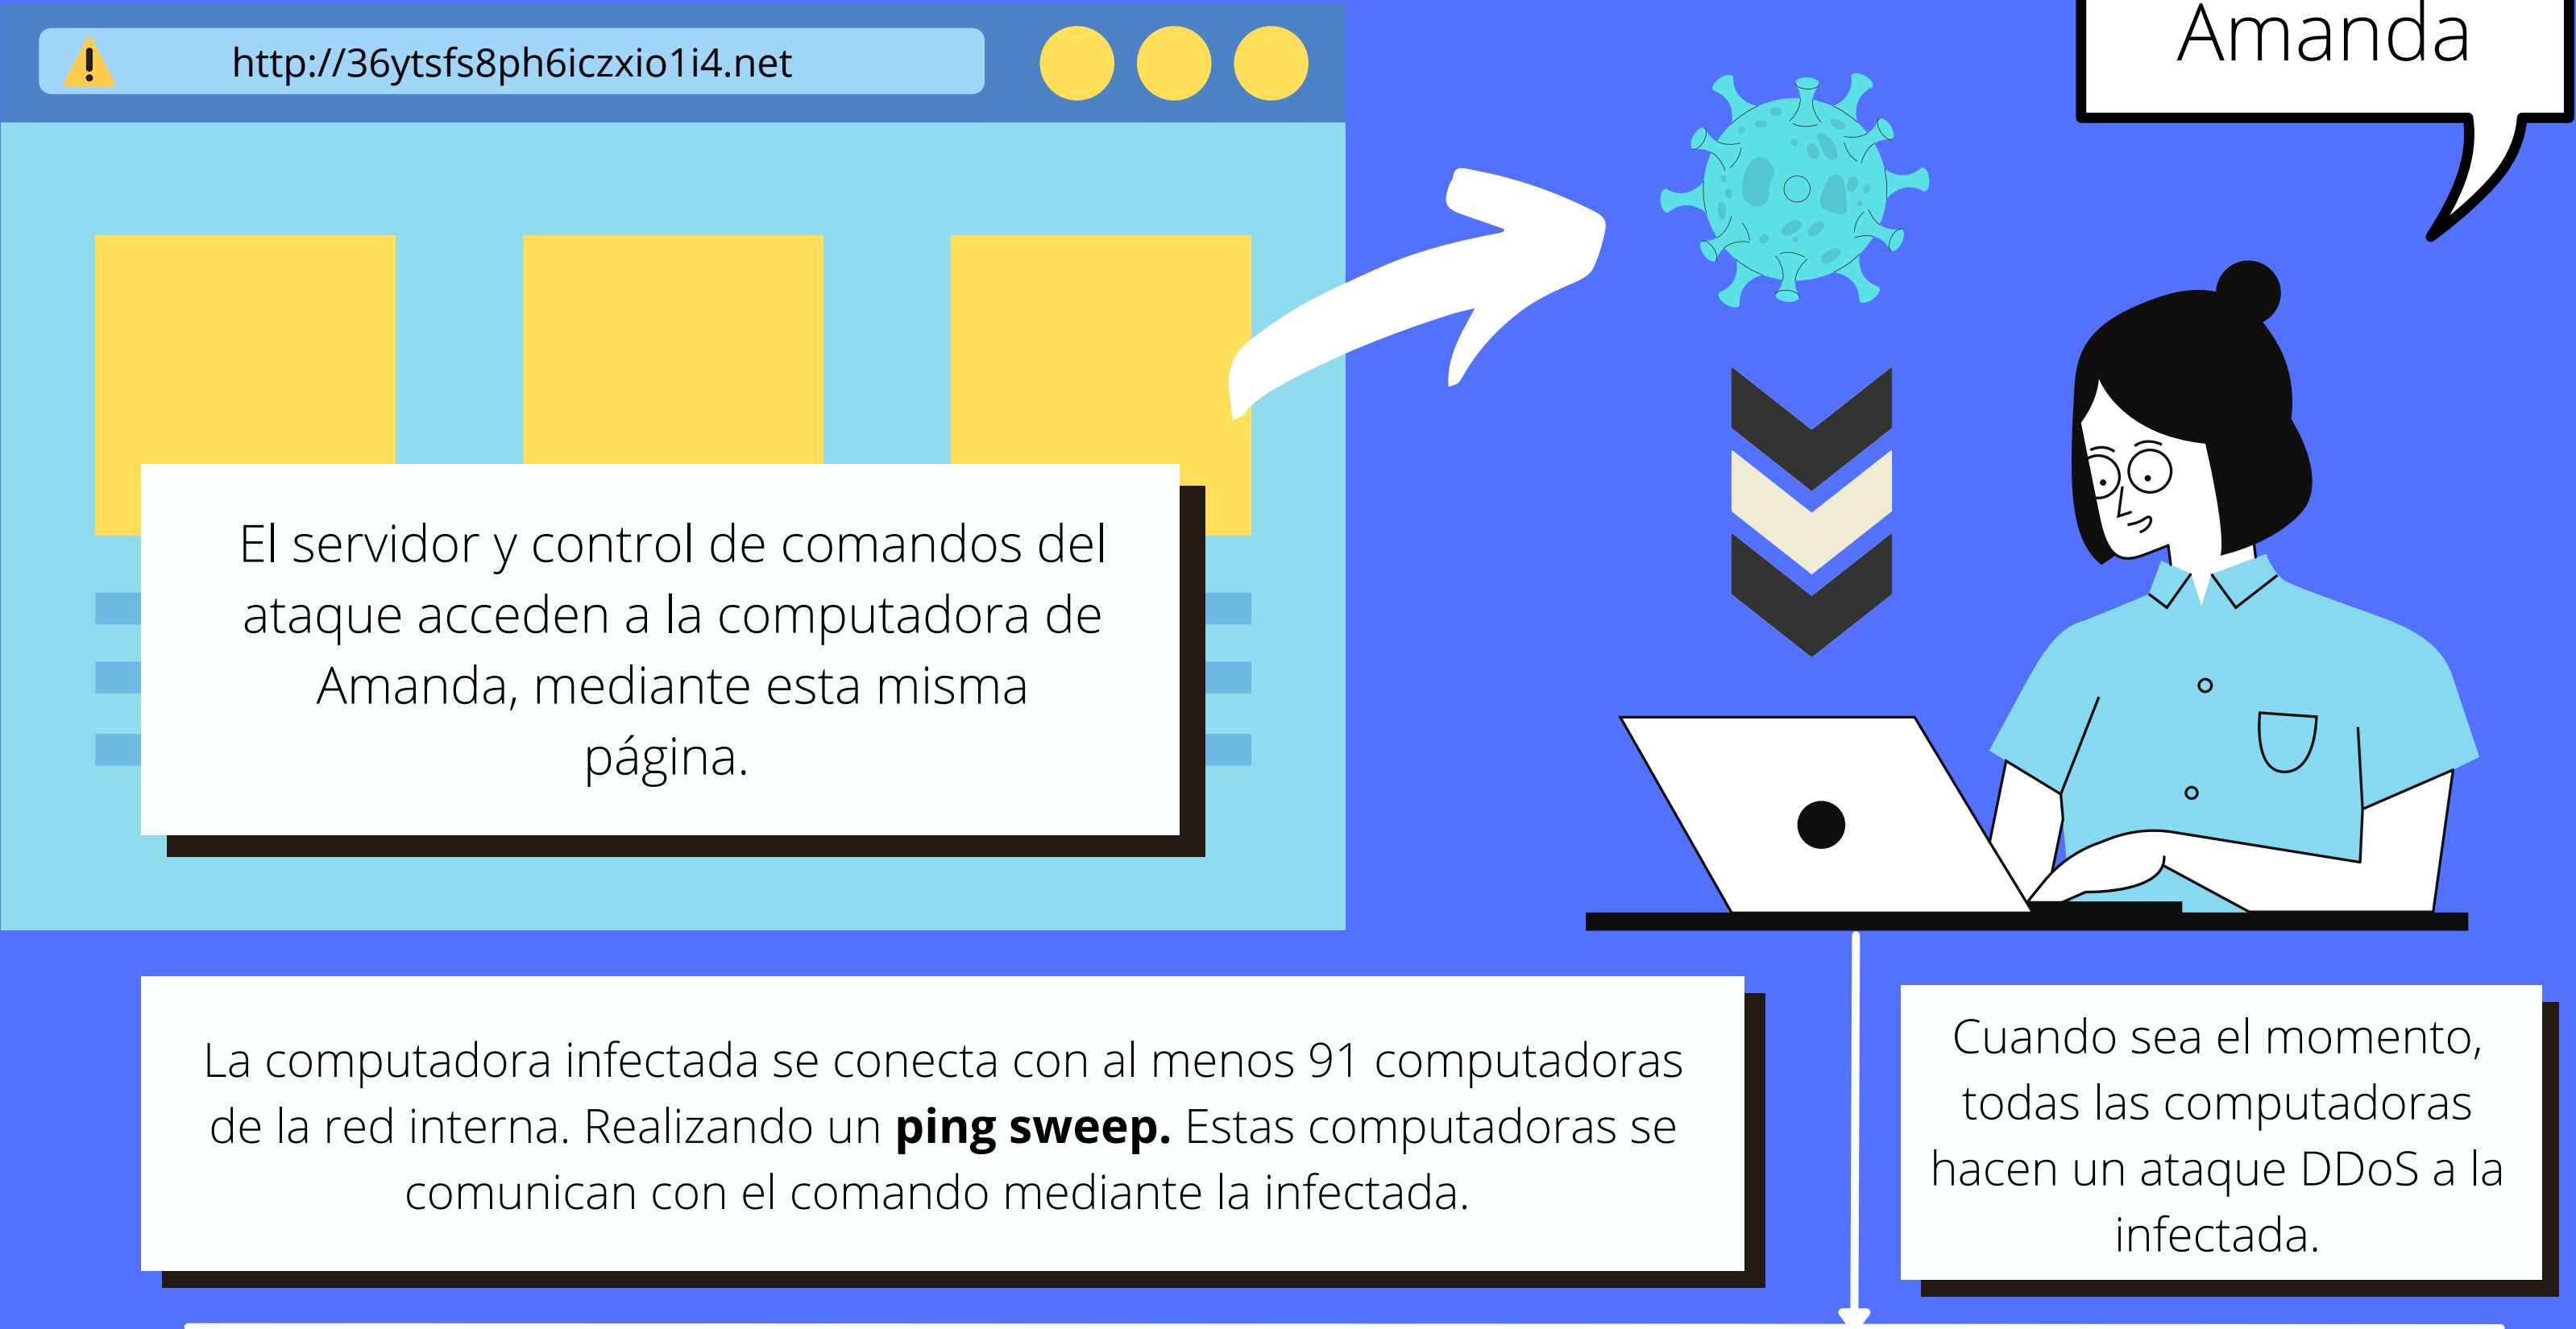 http://36ytsfs8ph6iczxio1i4.net
Amanda
El servidor y control de comandos del
ataque acceden a la computadora de
Amanda, mediante esta misma
página.
La computadora infectada se conecta con al menos 91 computadoras
de la red interna. Realizando un ping sweep. Estas computadoras se
comunican con el comando mediante la infectada.
Cuando sea el momento,
todas las computadoras
hacen un ataque DDoS a la
infectada.